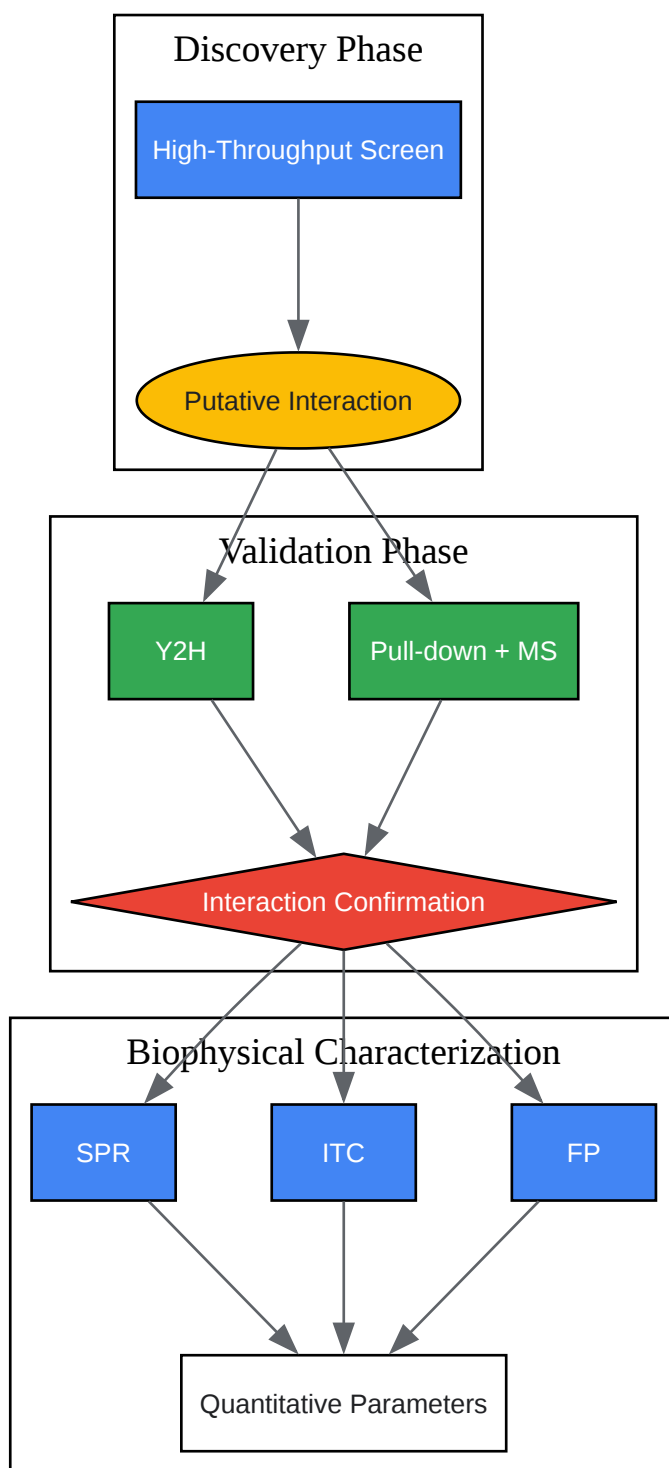 Discovery Phase
High-Throughput Screen
Putative Interaction
Validation Phase
Y2H
Pull-down + MS
Interaction Confirmation
Biophysical Characterization
SPR
ITC
FP
Quantitative Parameters